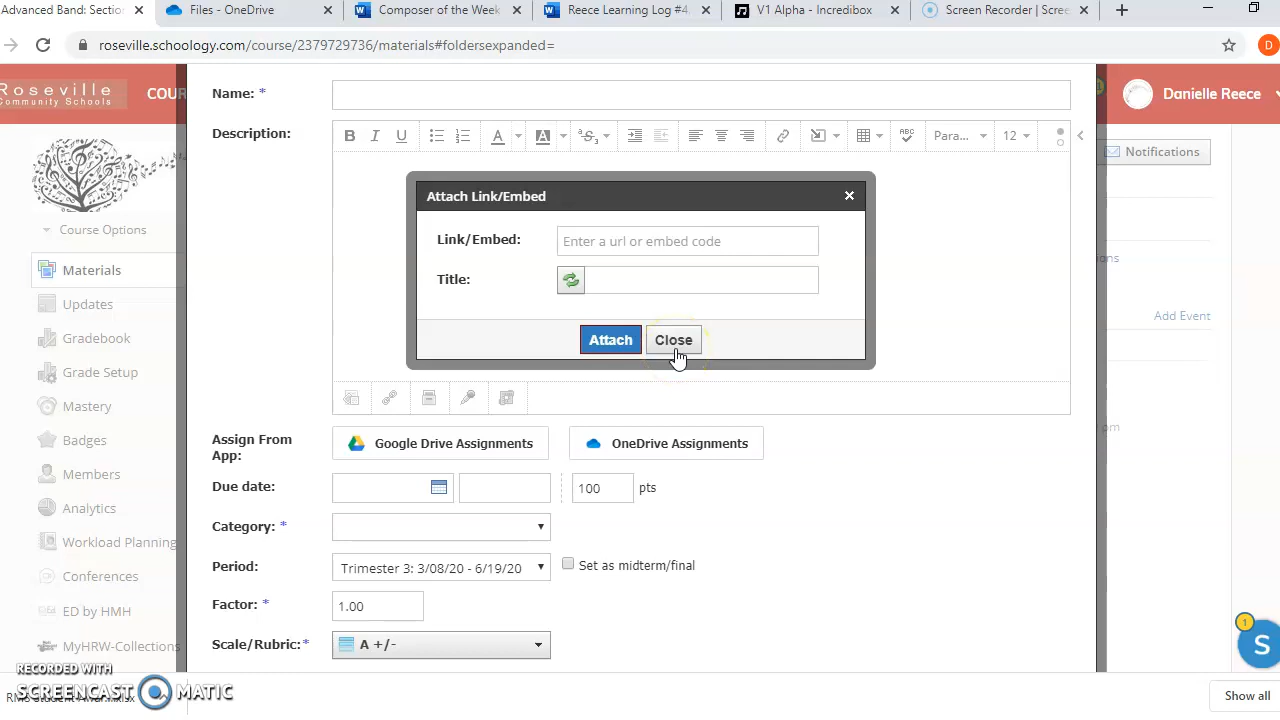 Advanced Band: Sectio
Files - OneDrive
Composer of the Week
Reece Learning Log #4
V1 Alpha - Incredibox
Screen Recorder | Scree
roseville.schoology.com/course/2379729736/materials#foldersexpanded=
D
Roseville
Community Schools
COUR
Danielle Reece
Name: *
Description:
B I U
A A S
ABC
Para...
12
Notifications
Attach Link/Embed
Link/Embed:
Enter a url or embed code
Title:
Attach
Close
Course Options
Materials
Updates
Gradebook
Grade Setup
Mastery
Badges
Members
Analytics
Workload Planning
Conferences
ED by HMH
MyHRW-Collections
Add Event
Assign From
App:
Google Drive Assignments
OneDrive Assignments
Due date:
100
pts
Category: *
Period:
Trimester 3: 3/08/20 - 6/19/20
Set as midterm/final
Factor: *
1.00
Scale/Rubric: *
A +/-
1
S
RECORDED WITH
SCREENCAST MATIC
Show all